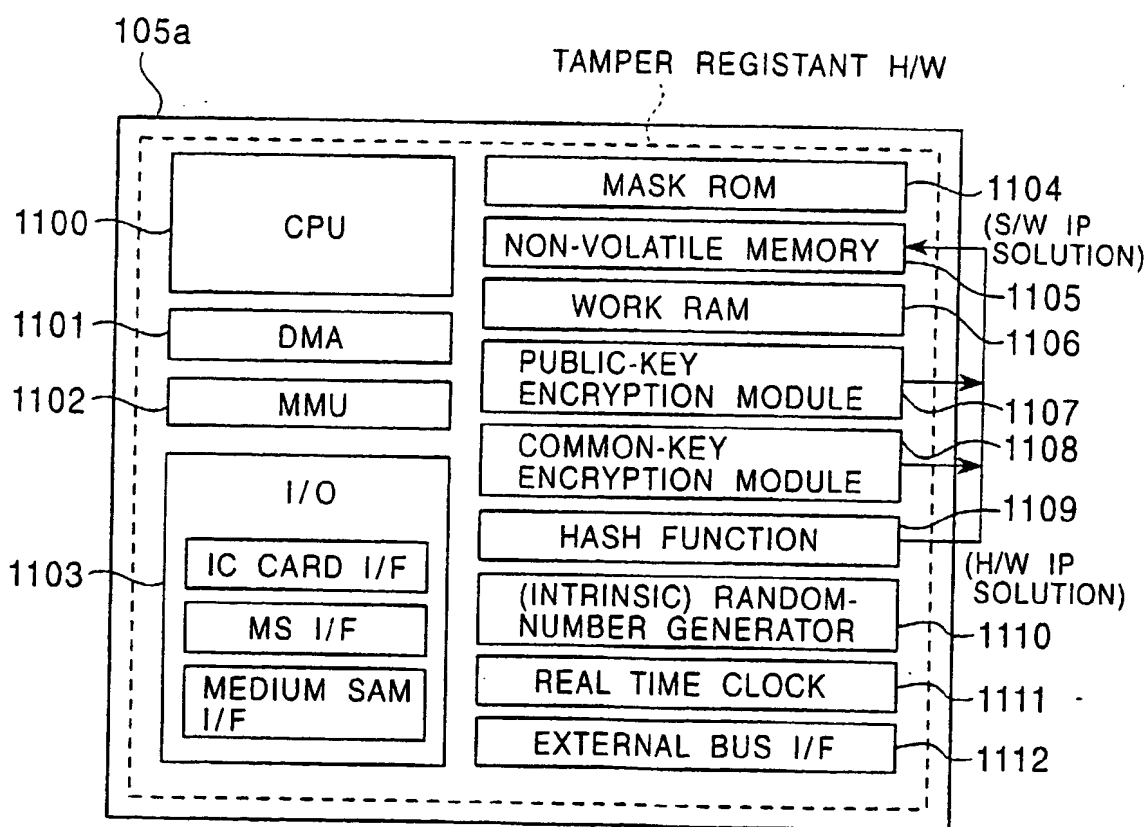 105a
TAMPER REGISTANT H/W
1100
CPU
1101
DMA
1102
MMU
1103
I/O
IC CARD I/F
MS I/F
MEDIUM SAM
I/F
MASK ROM
1104
(S/W IP
SOLUTION)
NON-VOLATILE MEMORY
1105
WORK RAM
1106
PUBLIC-KEY
ENCRYPTION MODULE
1107
COMMON-KEY
ENCRYPTION MODULE
1108
HASH FUNCTION
1109
(H/W IP
SOLUTION)
(INTRINSIC) RANDOM-
NUMBER GENERATOR
1110
REAL TIME CLOCK
1111
EXTERNAL BUS I/F
1112